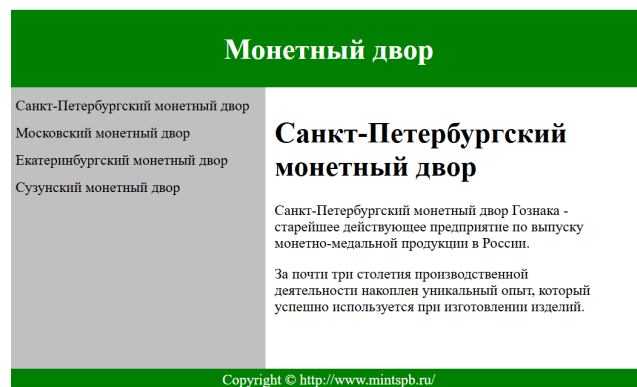 Монетный двор
Санкт-Петербургский монетный двор
Московский монетный двор
Екатеринбургский монетный двор
Сузунский монетный двор
Санкт-Петербургский
монетный двор
Санкт-Петербургский монетный двор Гознака -
старейшее действующее предприятие по выпуску
монетно-медальной продукции в России.
За почти три столетия производственной
деятельности накоплен уникальный опыт, который
успешно используется при изготовлении изделий.
Copyright © http://www.mintspb.ru/